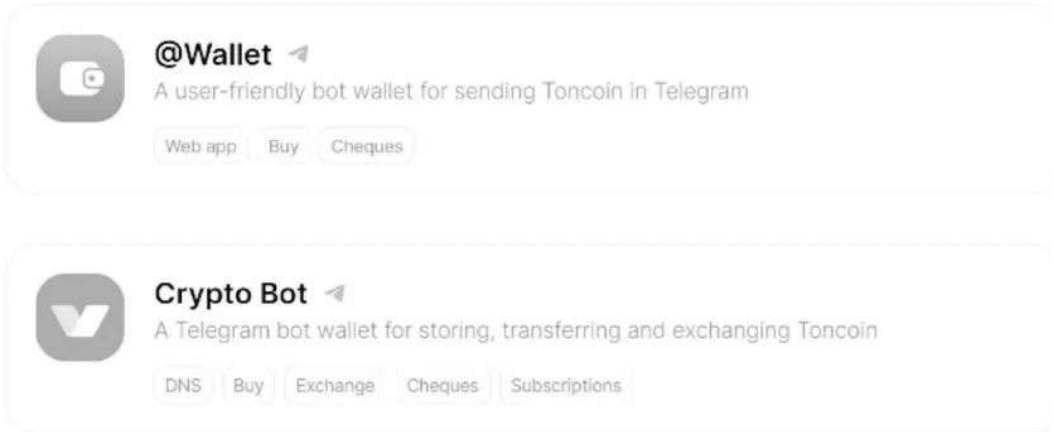 @Wallet
A user-friendly bot wallet for sending Toncoin in Telegram
Web app Buy Cheques
Crypto Bot
A Telegram bot wallet for storing, transferring and exchanging Toncoin
DNS Buy Exchange Cheques Subscriptions